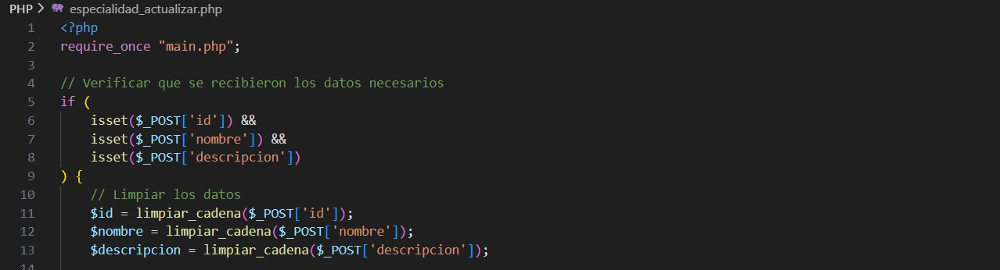 PHP > especialidad_actualizar.php
1 <?php
2 require_once "main.php";
3
4 // Verificar que se recibieron los datos necesarios
5 if (
6     isset($_POST['id']) &&
7     isset($_POST['nombre']) &&
8     isset($_POST['descripcion'])
9 ) {
10     // Limpiar los datos
11     $id = limpiar_cadena($_POST['id']);
12     $nombre = limpiar_cadena($_POST['nombre']);
13     $descripcion = limpiar_cadena($_POST['descripcion']);
14